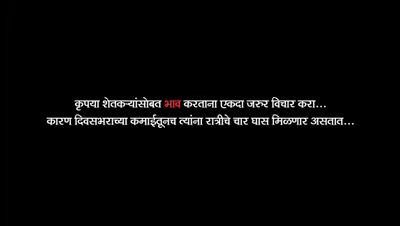 कृपया शेतकऱ्यांसोबत भाव करताना एकदा जरुर विचार करा...
कारण दिवसभराच्या कमाईतूनच त्यांना रात्रीचे चार घास मिळणार असतात...